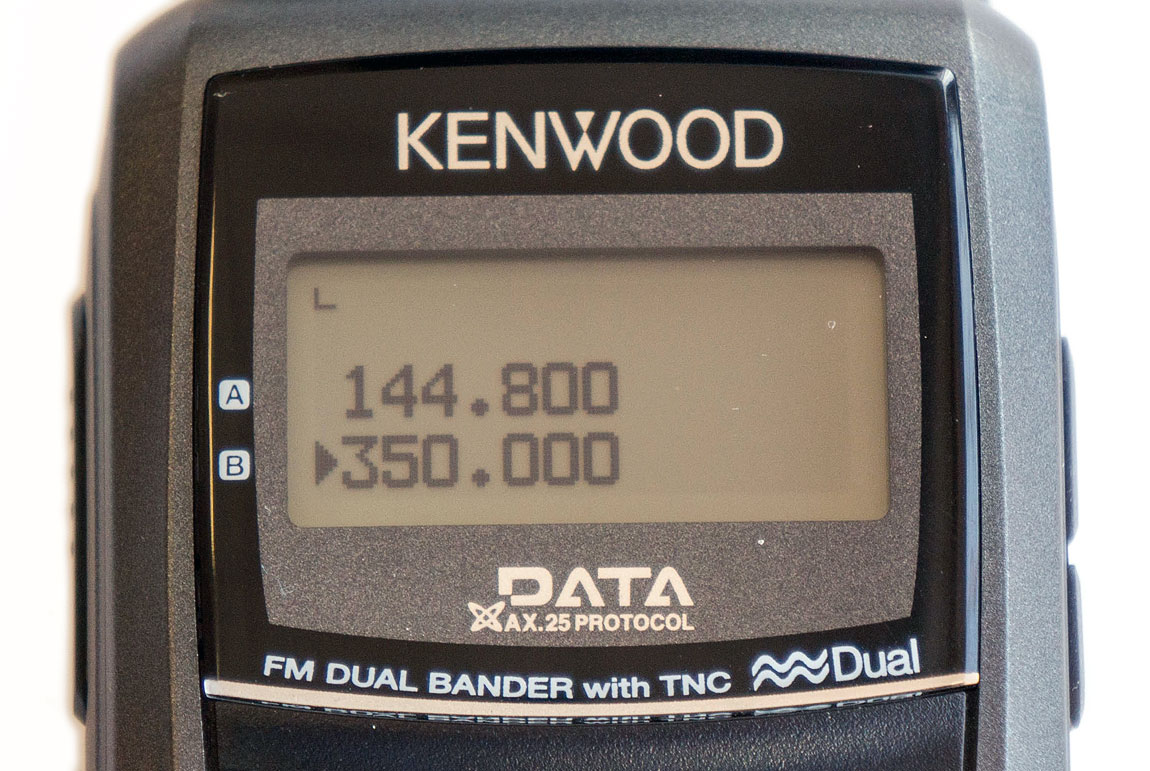 KENWOOD
L
A 144.800
B ▶350.000
DATA
AX.25 PROTOCOL
FM DUAL BANDER with TNC Dual